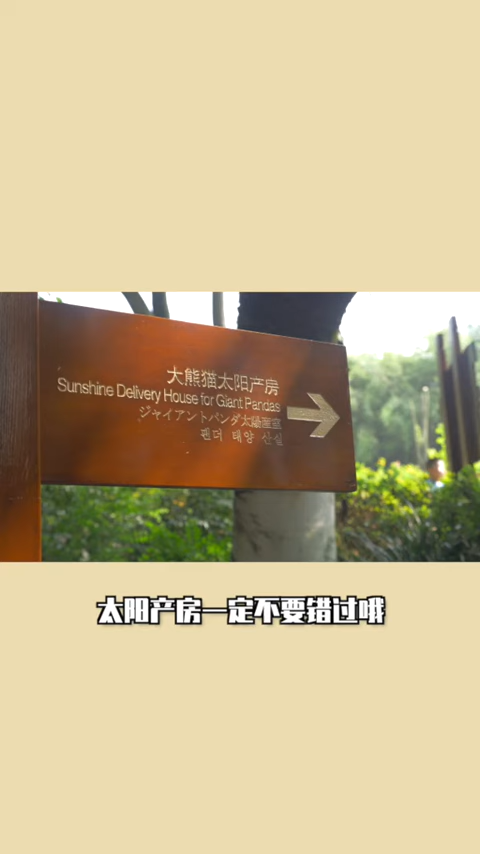 大熊猫太阳产房
Sunshine Delivery House for Giant Pandas
ジャイアントパンダ太陽産室
팬더 태양 산실
太阳产房一定不要错过哦